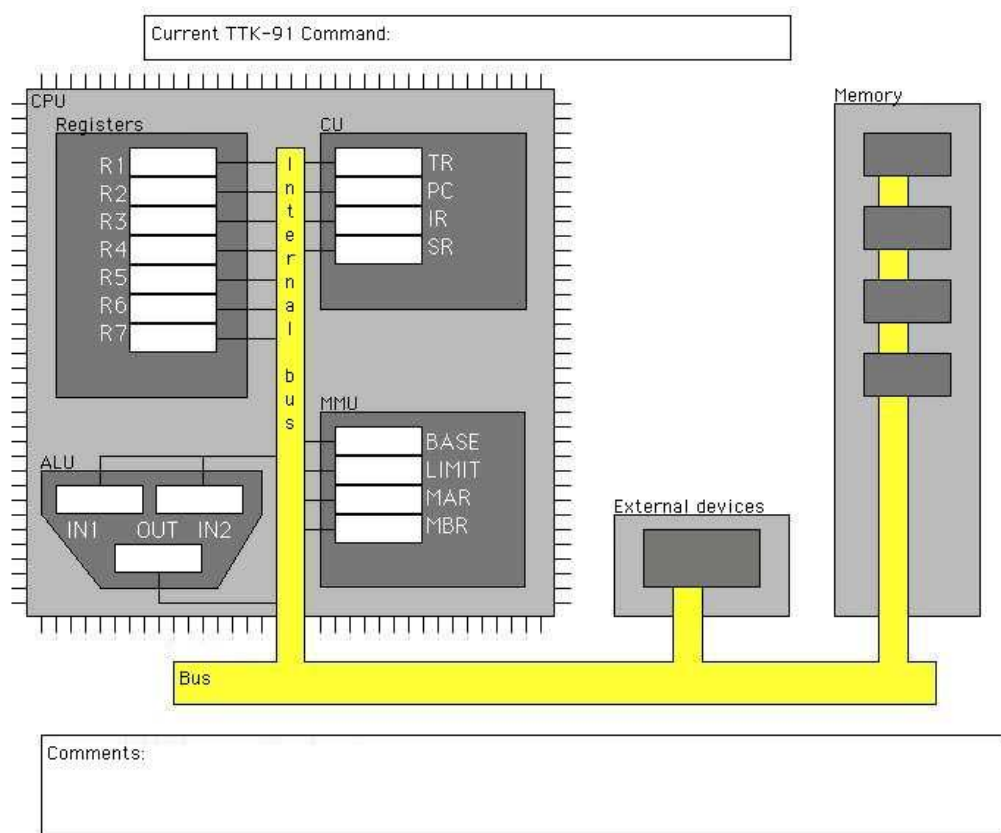 Current TTK-91 Command:
CPU
Registers
R1
R2
R3
R4
R5
R6
R7
Internal bus
CU
TR
PC
IR
SR
MMU
BASE
LIMIT
MAR
MBR
ALU
IN1 OUT IN2
External devices
Memory
Bus
Comments: